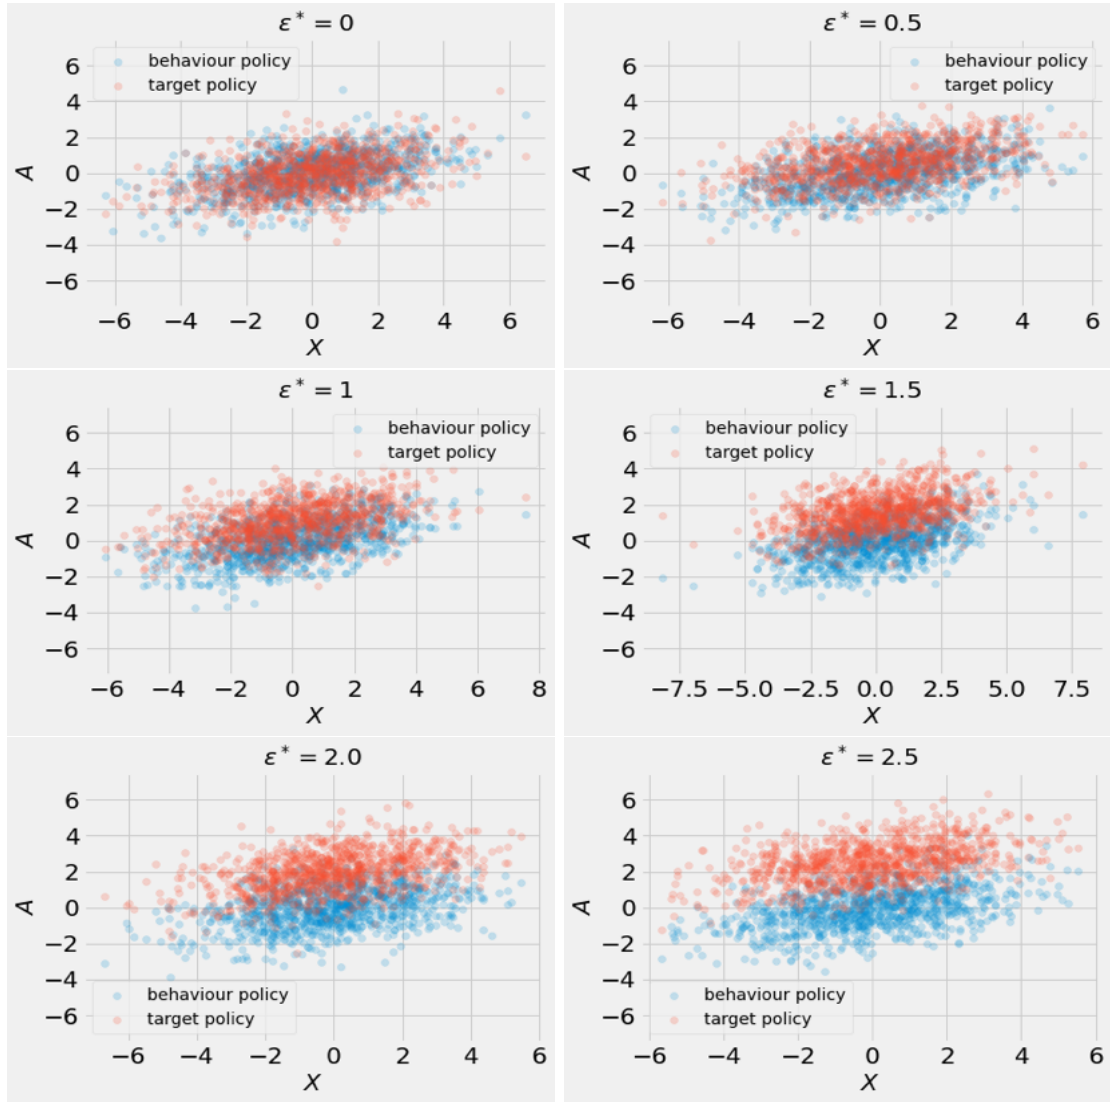 ε* = 0
behaviour policy
target policy
6
4
2
0
−2
−4
−6
A
−6 −4 −2 0 2 4 6
X
ε* = 0.5
behaviour policy
target policy
6
4
2
0
−2
−4
−6
A
−6 −4 −2 0 2 4 6
X
ε* = 1
behaviour policy
target policy
6
4
2
0
−2
−4
−6
A
−6 −4 −2 0 2 4 6 8
X
ε* = 1.5
behaviour policy
target policy
6
4
2
0
−2
−4
−6
A
−7.5 −5.0 −2.5 0.0 2.5 5.0 7.5
X
ε* = 2.0
6
4
2
0
−2
−4
−6
A
behaviour policy
target policy
−6 −4 −2 0 2 4 6
X
ε* = 2.5
6
4
2
0
−2
−4
−6
A
behaviour policy
target policy
−6 −4 −2 0 2 4 6
X